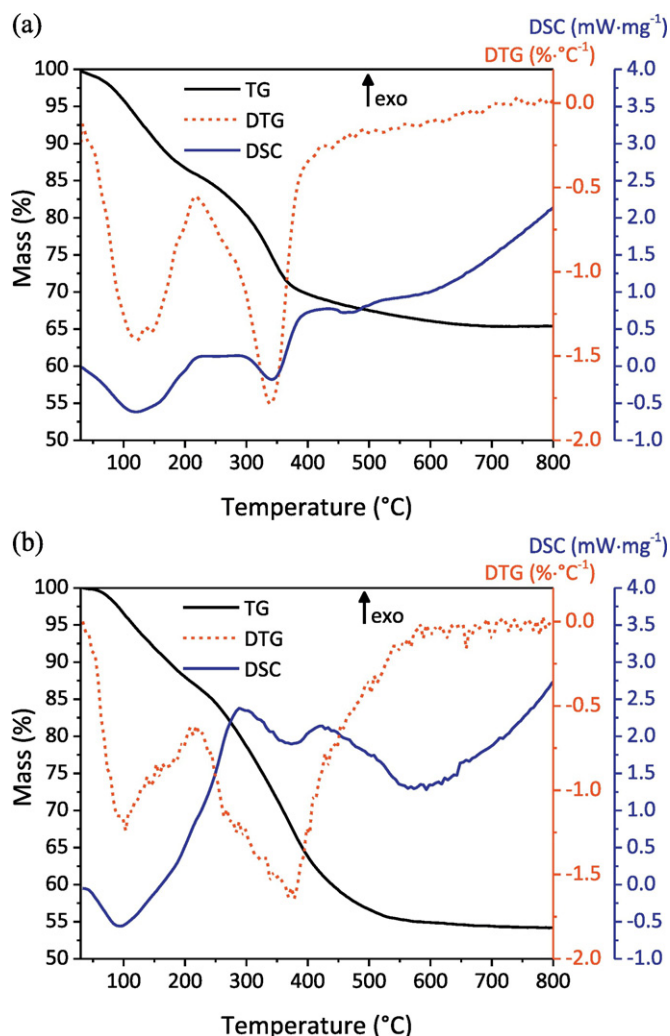 (a)
DSC (mW·mg⁻¹)
DTG (%·°C⁻¹)
100 95 90 85 80 75 70 65 60 55 50
Mass (%)
TG
DTG
DSC
exo
0.0 -0.5 -1.0 -1.5 -2.0
4.0 3.5 3.0 2.5 2.0 1.5 1.0 0.5 0.0 -0.5 -1.0
100 200 300 400 500 600 700 800
Temperature (°C)
(b)
DSC (mW·mg⁻¹)
DTG (%·°C⁻¹)
100 95 90 85 80 75 70 65 60 55 50
Mass (%)
TG
DTG
DSC
exo
0.0 -0.5 -1.0 -1.5 -2.0
4.0 3.5 3.0 2.5 2.0 1.5 1.0 0.5 0.0 -0.5 -1.0
100 200 300 400 500 600 700 800
Temperature (°C)